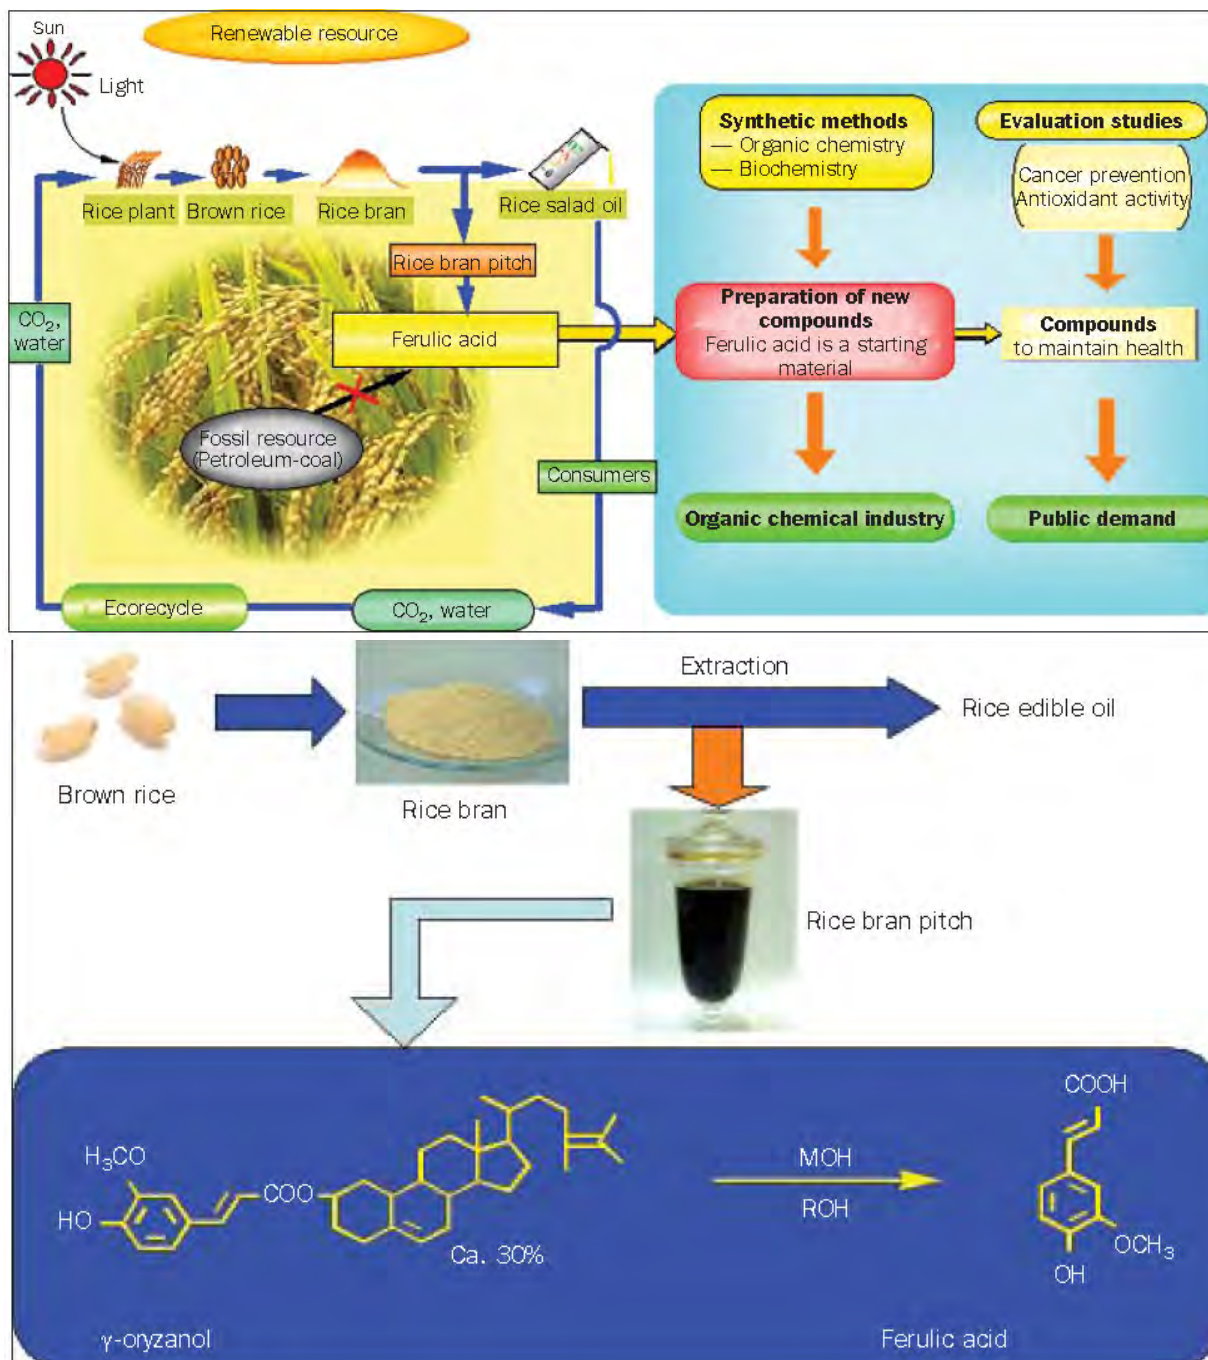 Sun
Renewable resource
Light
Rice plant
Brown rice
Rice bran
Rice salad oil
Rice bran pitch
CO2,
water
Ferulic acid
Fossil resource
(Petroleum-coal)
Consumers
Ecorecycle
CO2, water
Synthetic methods
— Organic chemistry
— Biochemistry
Evaluation studies
Cancer prevention
Antioxidant activity
Preparation of new
compounds
Ferulic acid is a starting
material
Compounds
to maintain health
Organic chemical industry
Public demand
Extraction
Rice edible oil
Brown rice
Rice bran
Rice bran pitch
H3CO
HO
COO
Ca. 30%
γ-oryzanol
MOH
ROH
COOH
OCH3
OH
Ferulic acid